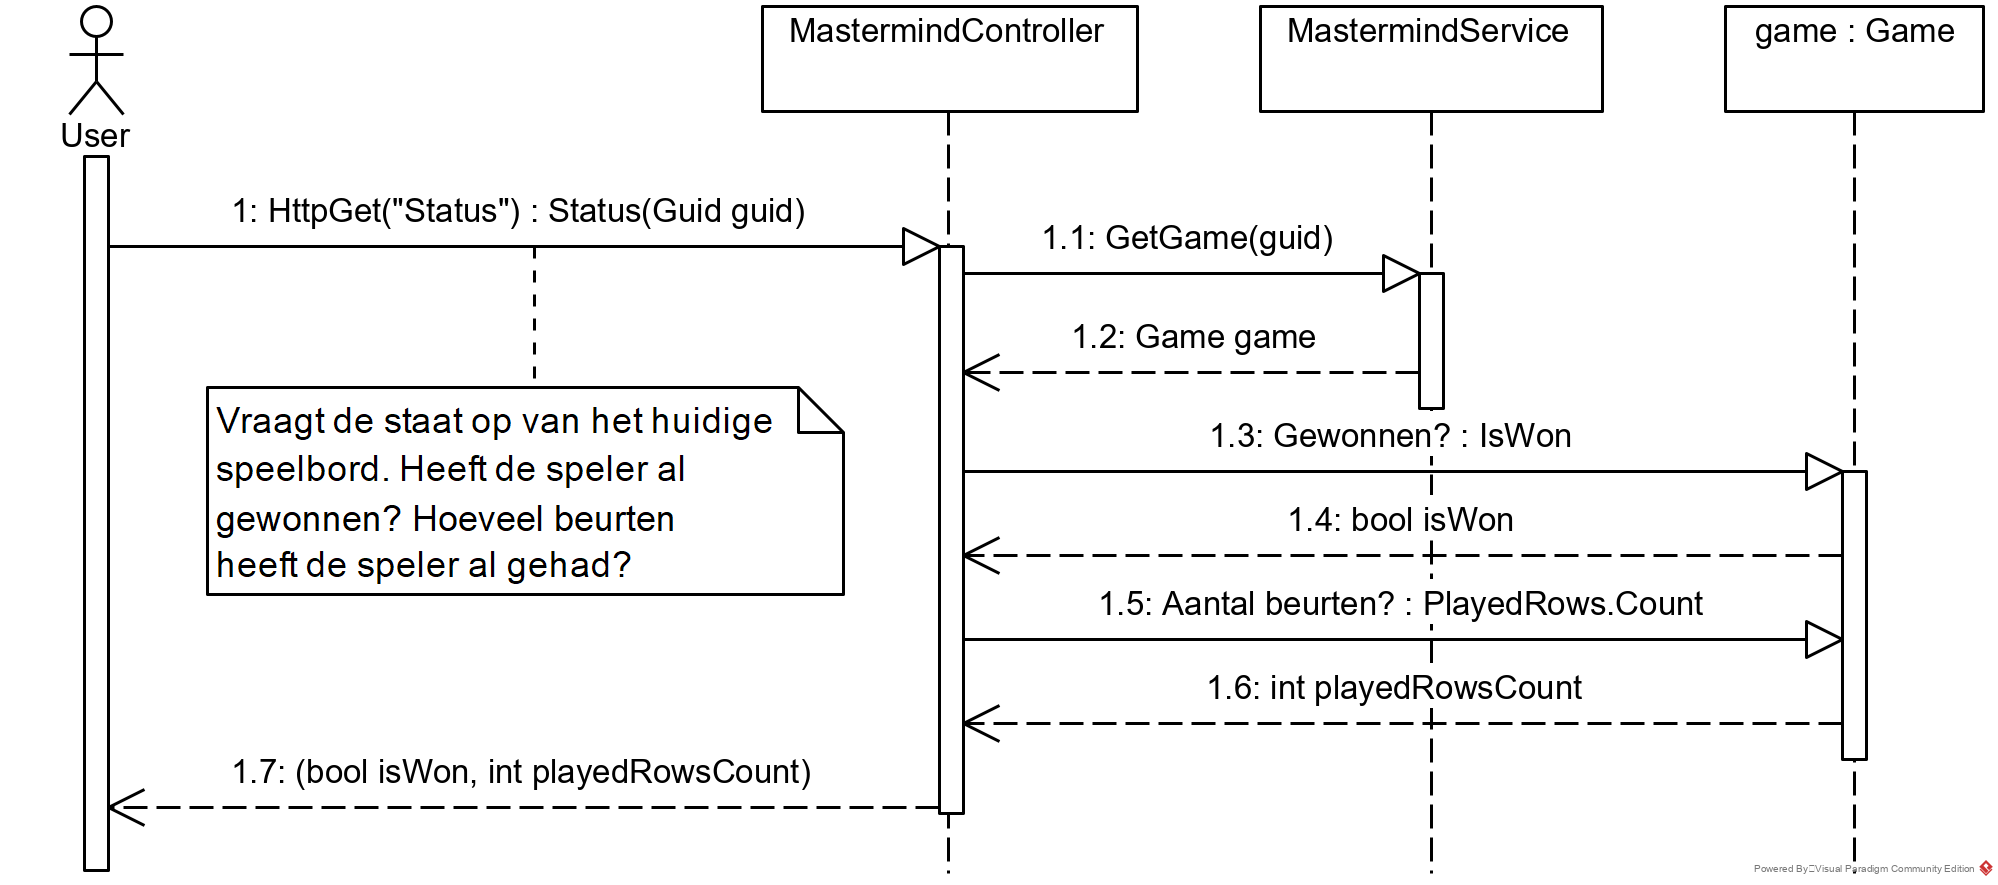 User
MastermindController
MastermindService
game : Game
1: HttpGet("Status") : Status(Guid guid)
1.1: GetGame(guid)
1.2: Game game
Vraagt de staat op van het huidige
speelbord. Heeft de speler al
gewonnen? Hoeveel beurten
heeft de speler al gehad?
1.3: Gewonnen? : IsWon
1.4: bool isWon
1.5: Aantal beurten? : PlayedRows.Count
1.6: int playedRowsCount
1.7: (bool isWon, int playedRowsCount)
Powered By Visual Paradigm Community Edition